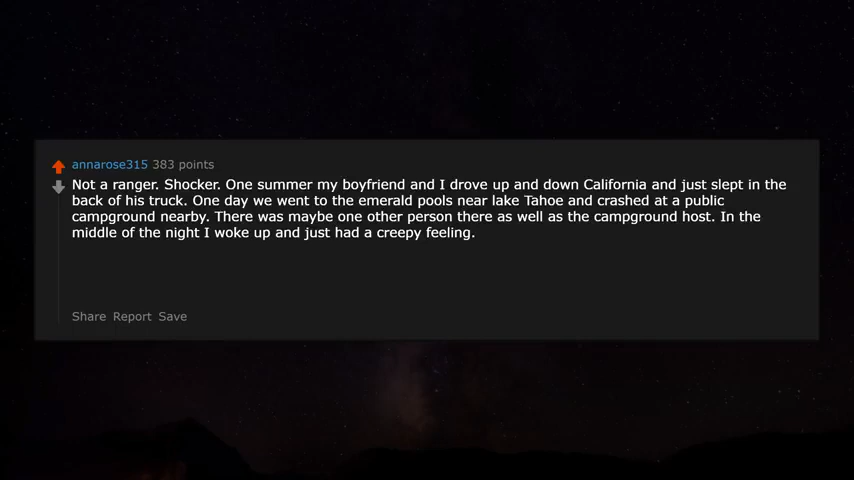 annarose315 383 points
Not a ranger. Shocker. One summer my boyfriend and I drove up and down California and just slept in the
back of his truck. One day we went to the emerald pools near lake Tahoe and crashed at a public
campground nearby. There was maybe one other person there as well as the campground host. In the
middle of the night I woke up and just had a creepy feeling.
Share Report Save